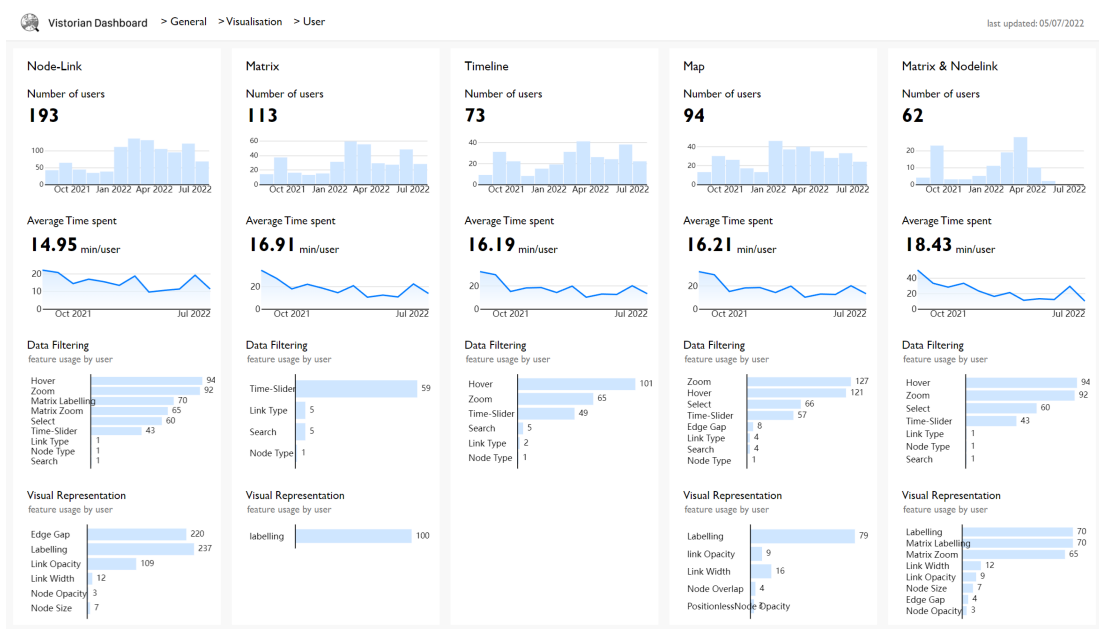 Vistorian Dashboard > General > Visualisation > User
last updated: 05/07/2022
Node-Link
Number of users
193
100
50
0
Oct 2021 Jan 2022 Apr 2022 Jul 2022
Average Time spent
14.95 min/user
20
10
0
Oct 2021 Jul 2022
Data Filtering
feature usage by user
Hover 94
Zoom 92
Matrix Labelling 70
Matrix Zoom 65
Select 60
Time-Slider 43
Link Type 1
Node Type 1
Search 1
Visual Representation
feature usage by user
Edge Gap 220
Labelling 237
Link Opacity 109
Link Width 12
Node Opacity 3
Node Size 7
Matrix
Number of users
113
60
40
20
0
Oct 2021 Jan 2022 Apr 2022 Jul 2022
Average Time spent
16.91 min/user
20
0
Oct 2021 Jul 2022
Data Filtering
feature usage by user
Time-Slider 59
Link Type 5
Search 5
Node Type 1
Visual Representation
feature usage by user
labelling 100
Timeline
Number of users
73
40
20
0
Oct 2021 Jan 2022 Apr 2022 Jul 2022
Average Time spent
16.19 min/user
20
0
Oct 2021 Jul 2022
Data Filtering
feature usage by user
Hover 101
Zoom 65
Time-Slider 49
Search 5
Link Type 2
Node Type 1
Map
Number of users
94
40
20
0
Oct 2021 Jan 2022 Apr 2022 Jul 2022
Average Time spent
16.21 min/user
20
0
Oct 2021 Jul 2022
Data Filtering
feature usage by user
Zoom 127
Hover 121
Select 66
Time-Slider 57
Edge Gap 8
Link Type 4
Search 4
Node Type 1
Visual Representation
feature usage by user
Labelling 79
link Opacity 9
Link Width 16
Node Overlap 4
PositionlessNode Opacity
Matrix & Nodelink
Number of users
62
20
10
0
Oct 2021 Jan 2022 Apr 2022 Jul 2022
Average Time spent
18.43 min/user
40
20
0
Oct 2021 Jul 2022
Data Filtering
feature usage by user
Hover 94
Zoom 92
Select 60
Time-Slider 43
Link Type 1
Node Type 1
Search 1
Visual Representation
feature usage by user
Labelling 70
Matrix Labelling 70
Matrix Zoom 65
Link Width 12
Link Opacity 9
Node Size 7
Edge Gap 4
Node Opacity 3